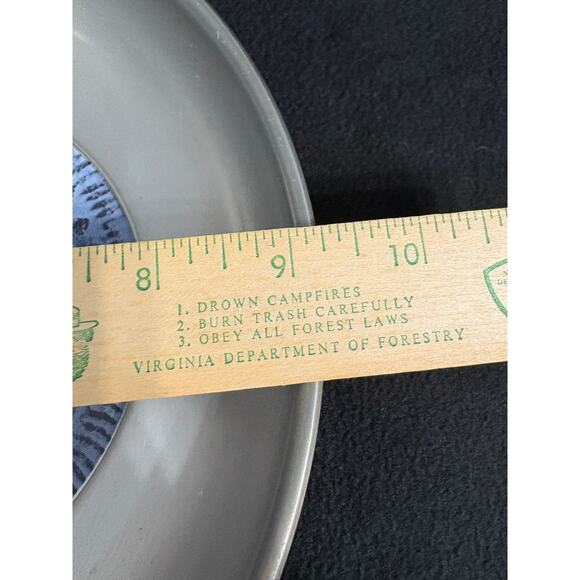 8 9 10
1. DROWN CAMPFIRES
2. BURN TRASH CAREFULLY
3. OBEY ALL FOREST LAWS
VIRGINIA DEPARTMENT OF FORESTRY